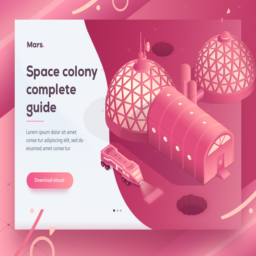 Mars.
Space colony
complete
guide
Lorem ipsum dolor sit amet
conse tur adipiscing elit, sed do
eiusmod amet conse tur
Download ebook